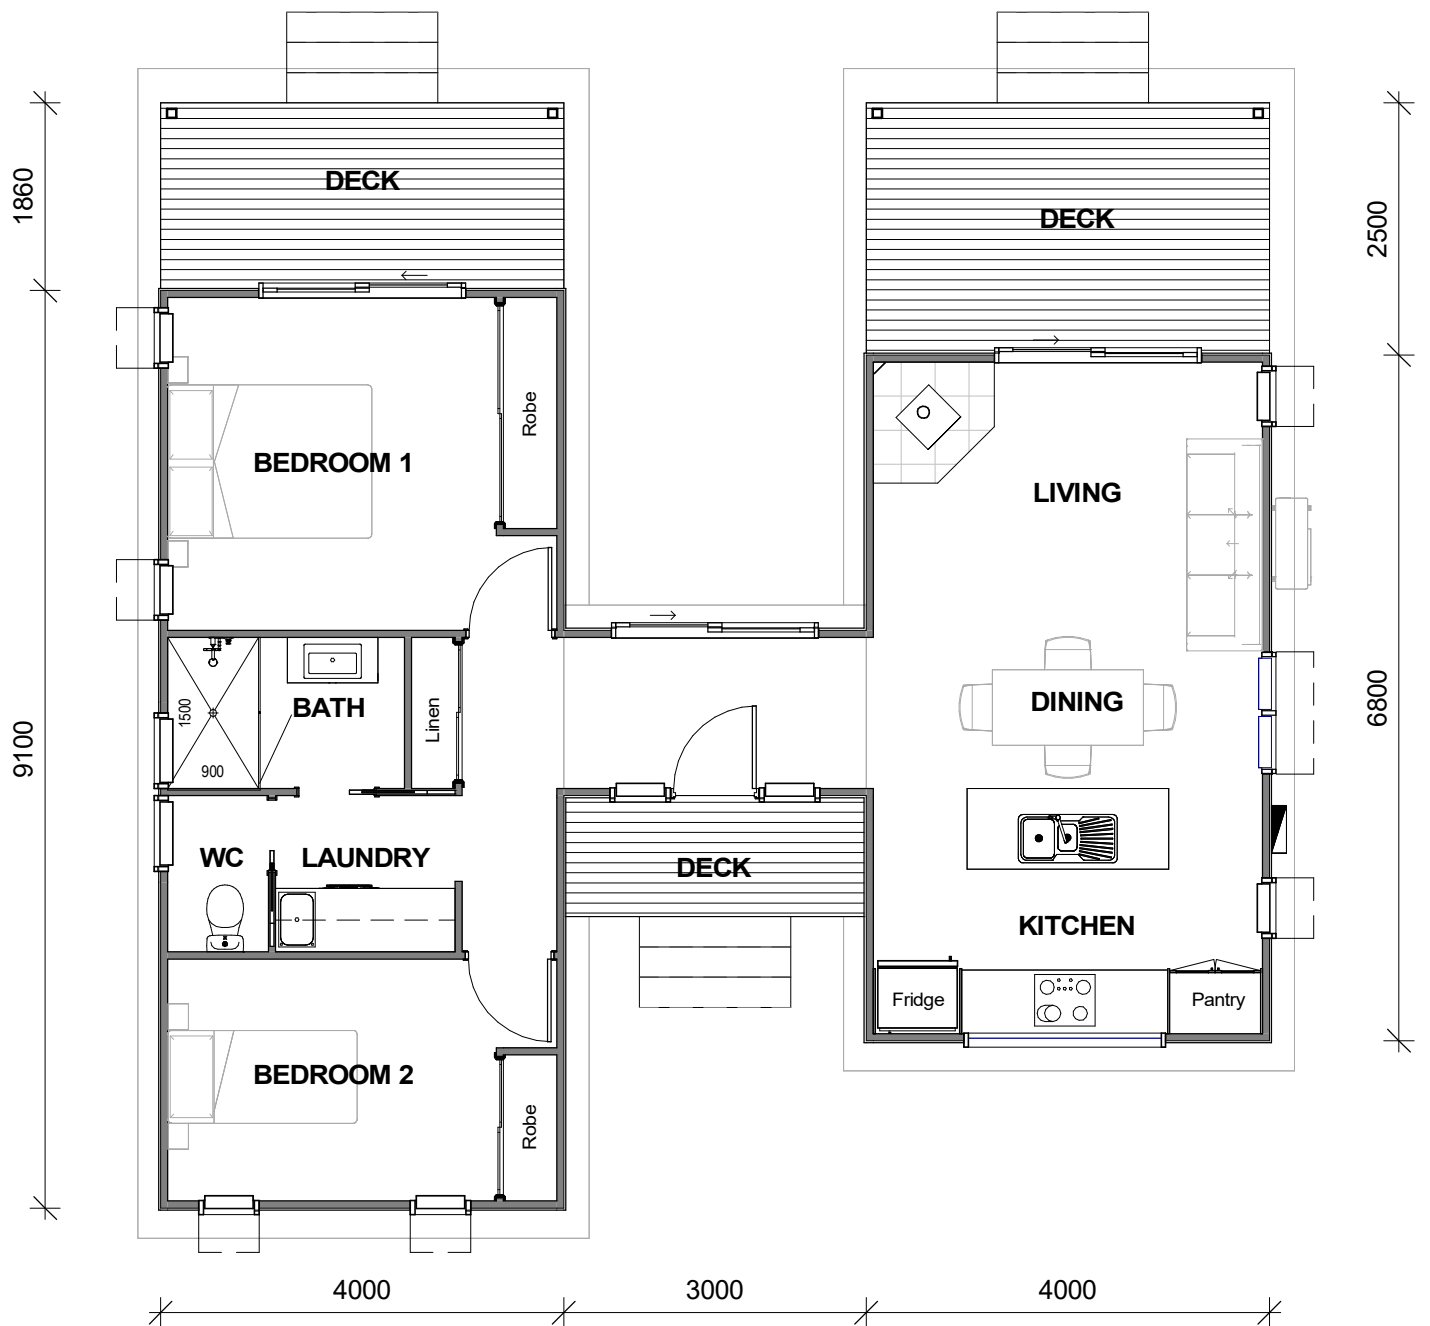 DECK
DECK
1860
2500
Robe
BEDROOM 1
LIVING
1500
BATH
Linen
DINING
6800
9100
900
WC
LAUNDRY
DECK
KITCHEN
Fridge
Pantry
BEDROOM 2
Robe
4000
3000
4000